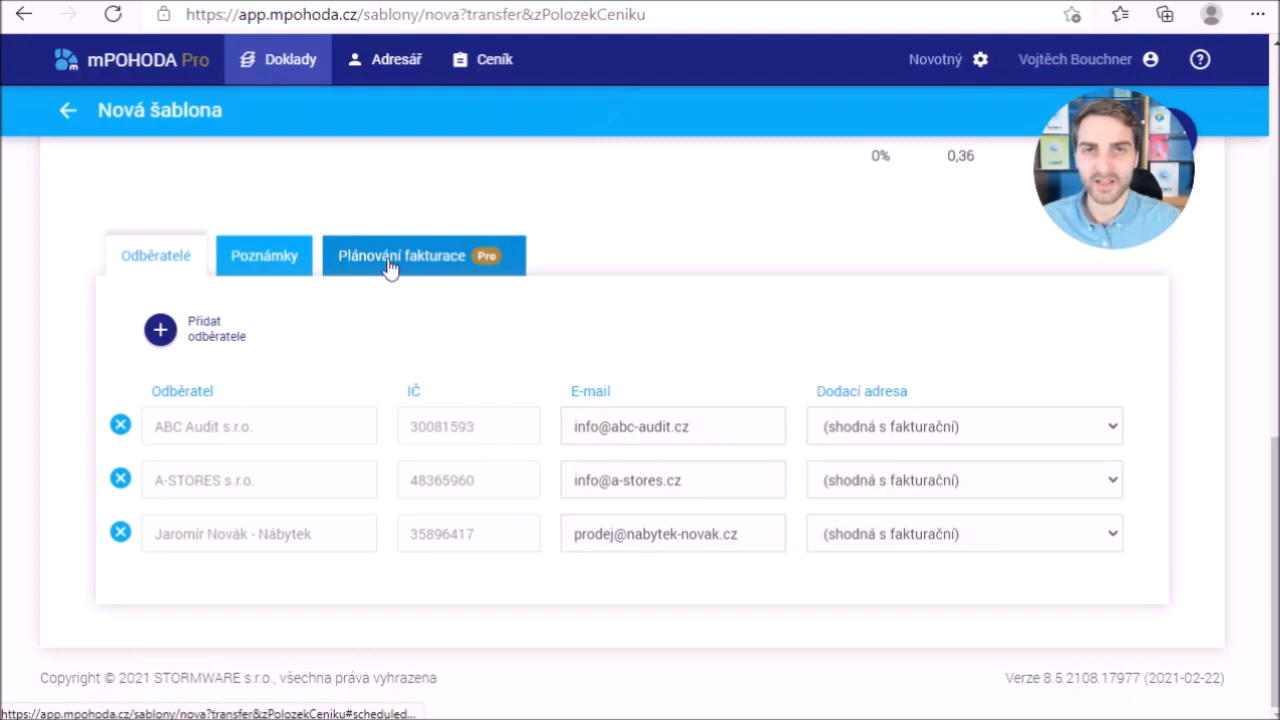 https://app.mpohoda.cz/sablony/nova?transfer&zPolozekCeniku
mPOHODA Pro Doklady Adresář Ceník Novotný Vojtěch Bouchner
Nová šablona
0% 0,36
Odběratelé Poznámky Plánování fakturace Pro
Přidat
odběratele
Odběratel IČ E-mail Dodací adresa
ABC Audit s.r.o. 30081593 info@abc-audit.cz (shodná s fakturační)
A-STORES s.r.o. 48365960 info@a-stores.cz (shodná s fakturační)
Jaromír Novák - Nábytek 35896417 prodej@nabytek-novak.cz (shodná s fakturační)
Copyright © 2021 STORMWARE s.r.o., všechna práva vyhrazena Verze 8.5.2108.17977 (2021-02-22)
https://app.mpohoda.cz/sablony/nova?transfer&zPolozekCeniku#scheduled...